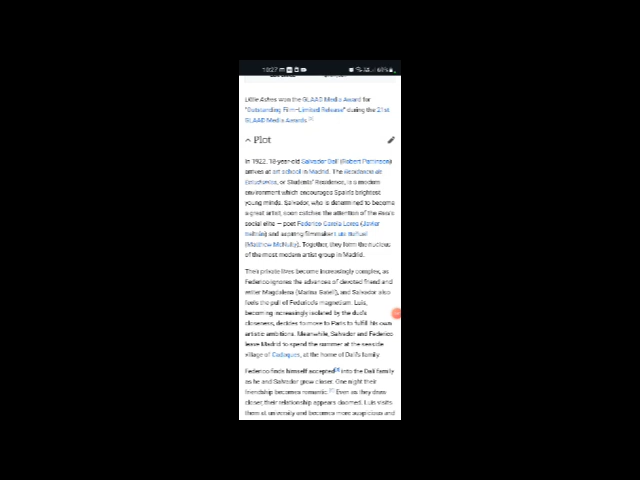 10:27
Little Ashes won the GLAAD Media Award for
"Outstanding Film–Limited Release" during the 21st
GLAAD Media Awards.
Plot
In 1922, 18-year-old Salvador Dalí (Robert Pattinson)
arrives at art school in Madrid. The Residencia de
Estudiantes, or Students' Residence, is a modern
environment which encourages Spain's brightest
young minds. Salvador, who is determined to become
a great artist, soon catches the attention of the Resi's
social elite — poet Federico García Lorca (Javier
Beltrán) and aspiring filmmaker Luis Buñuel
(Matthew McNulty). Together, they form the nucleus
of the most modern artist group in Madrid.
Their private lives become increasingly complex, as
Federico ignores the advances of devoted friend and
writer Magdalena (Marina Gatell), and Salvador also
feels the pull of Federico's magnetism. Luis,
becoming increasingly isolated by the duo's
closeness, decides to move to Paris to fulfill his own
artistic ambitions. Meanwhile, Salvador and Federico
leave Madrid to spend the summer at the seaside
village of Cadaques, at the home of Dalí's family.
Federico finds himself accepted into the Dalí family
as he and Salvador grow closer. One night their
friendship becomes romantic. Even as they draw
closer, their relationship appears doomed. Luis visits
them at university and becomes more suspicious and